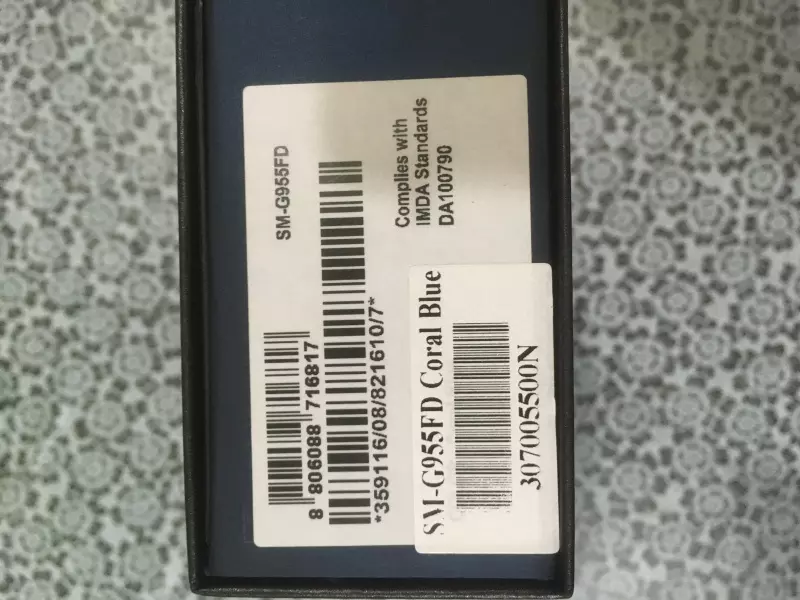 SM-G955FD
8 806088 716817
*359116/08/821610/7*
Complies with
IMDA Standards
DA100790
SM-G955FD Coral Blue
307005500N